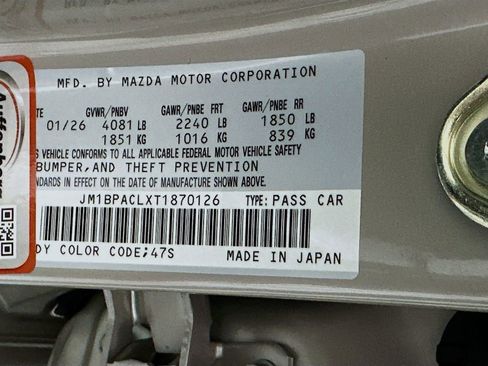 MFD. BY MAZDA MOTOR CORPORATION
TE GVWR/PNBV GAWR/PNBE FRT GAWR/PNBE RR
01/26 4081 LB 2240 LB 1850 LB
1851 KG 1016 KG 839 KG
S VEHICLE CONFORMS TO ALL APPLICABLE FEDERAL MOTOR VEHICLE SAFETY
BUMPER,AND THEFT PREVENTION
NDARDS IN EFFECT ON THE DATE OF MANUFACTURE SHOWN ABOVE.
JM1BPACLXT1870126 TYPE: PASS CAR
DY COLOR CODE;47S MADE IN JAPAN
Auffenberg